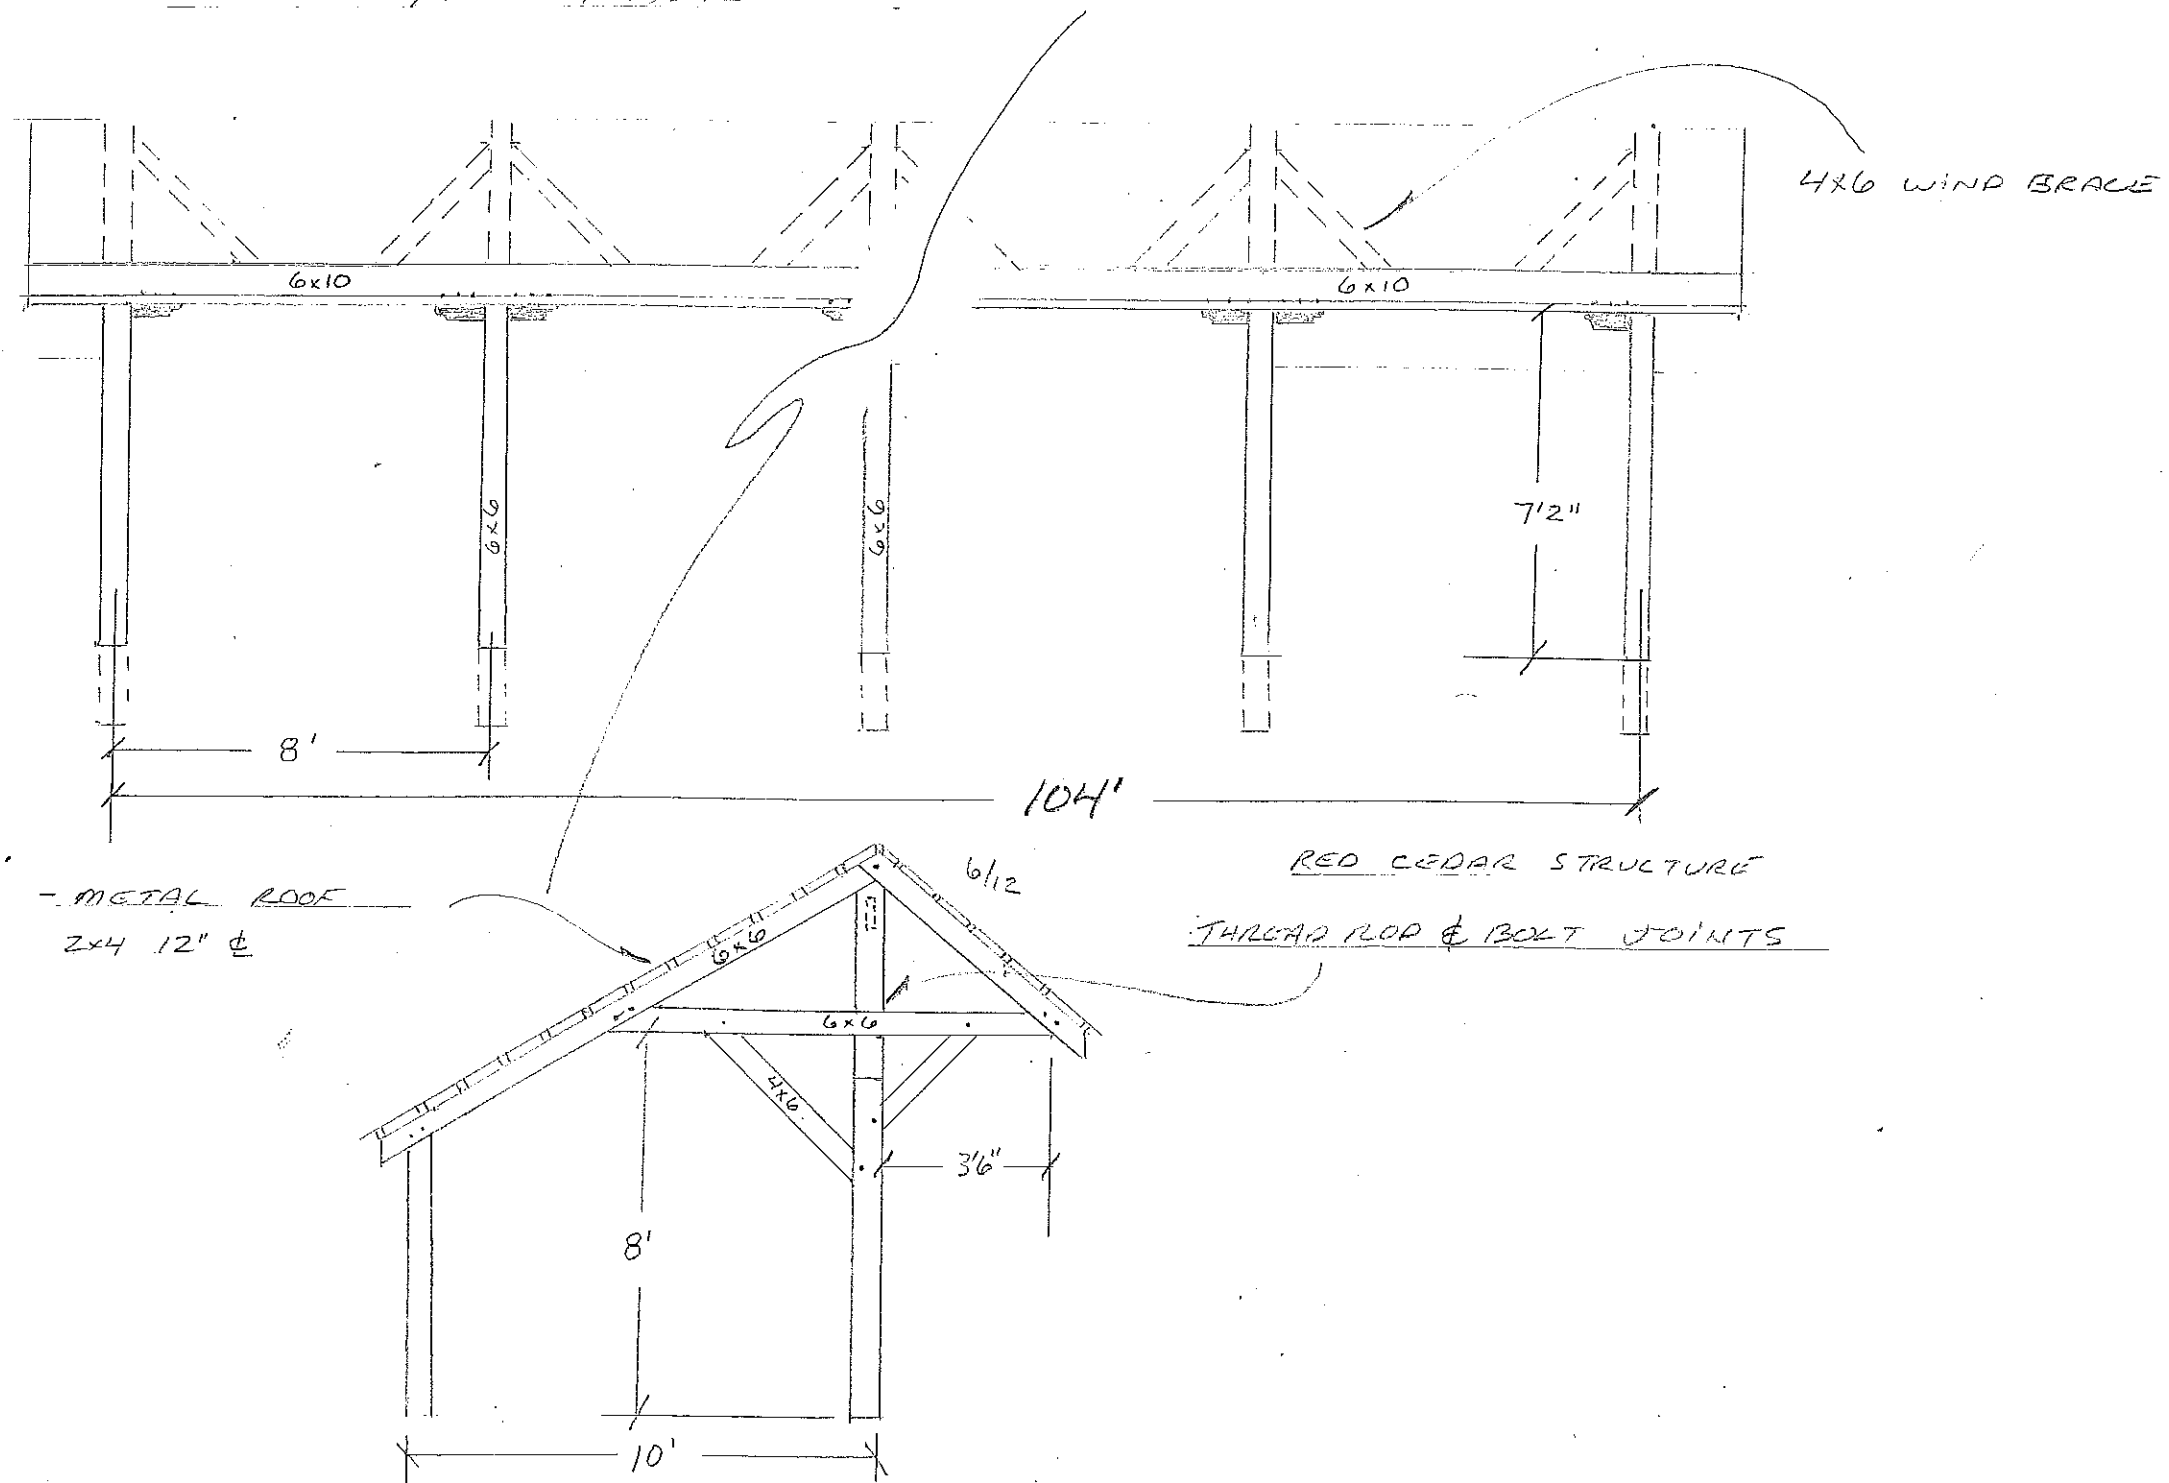 4x6 WIND BRACE
6x10
6x10
6x6
6x6
7'2"
8'
104'
RED CEDAR STRUCTURE
6/12
- METAL ROOF
2x4 12" ¢
THREAD ROD & BOLT JOINTS
6x6
6x6
4x6
3'6"
8'
10'